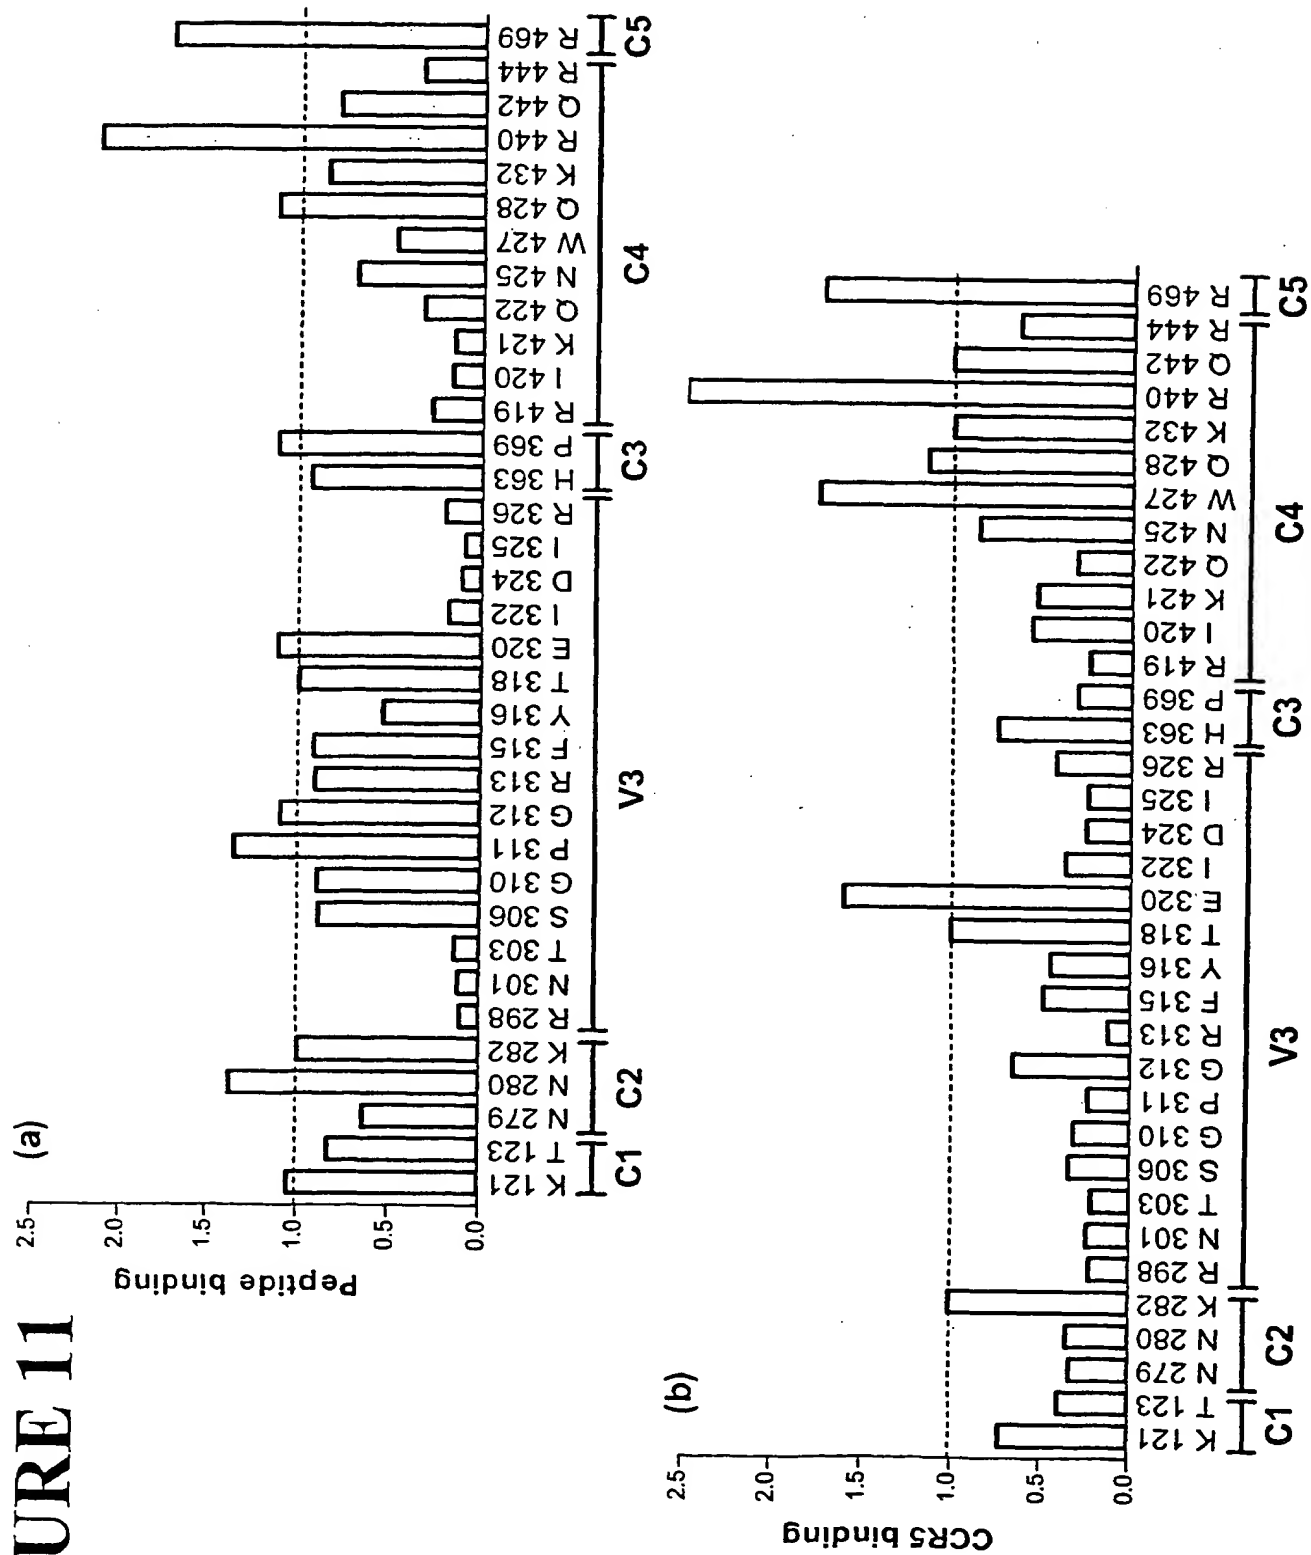 URE 11
(a)
Peptide binding
2.5
2.0
1.5
1.0
0.5
0.0
K 121
T 123
N 279
N 280
K 282
R 298
N 301
T 303
S 306
G 310
P 311
G 312
R 313
F 315
Y 316
T 318
E 320
I 322
D 324
I 325
R 326
H 363
P 369
R 419
I 420
K 421
Q 422
N 425
W 427
Q 428
K 432
R 440
Q 442
R 444
R 469
C1
C2
V3
C3
C4
C5
(b)
CCR5 binding
2.5
2.0
1.5
1.0
0.5
0.0
K 121
T 123
N 279
N 280
K 282
R 298
N 301
T 303
S 306
G 310
P 311
G 312
R 313
F 315
Y 316
T 318
E 320
I 322
D 324
I 325
R 326
H 363
P 369
R 419
I 420
K 421
Q 422
N 425
W 427
Q 428
K 432
R 440
Q 442
R 444
R 469
C1
C2
V3
C3
C4
C5